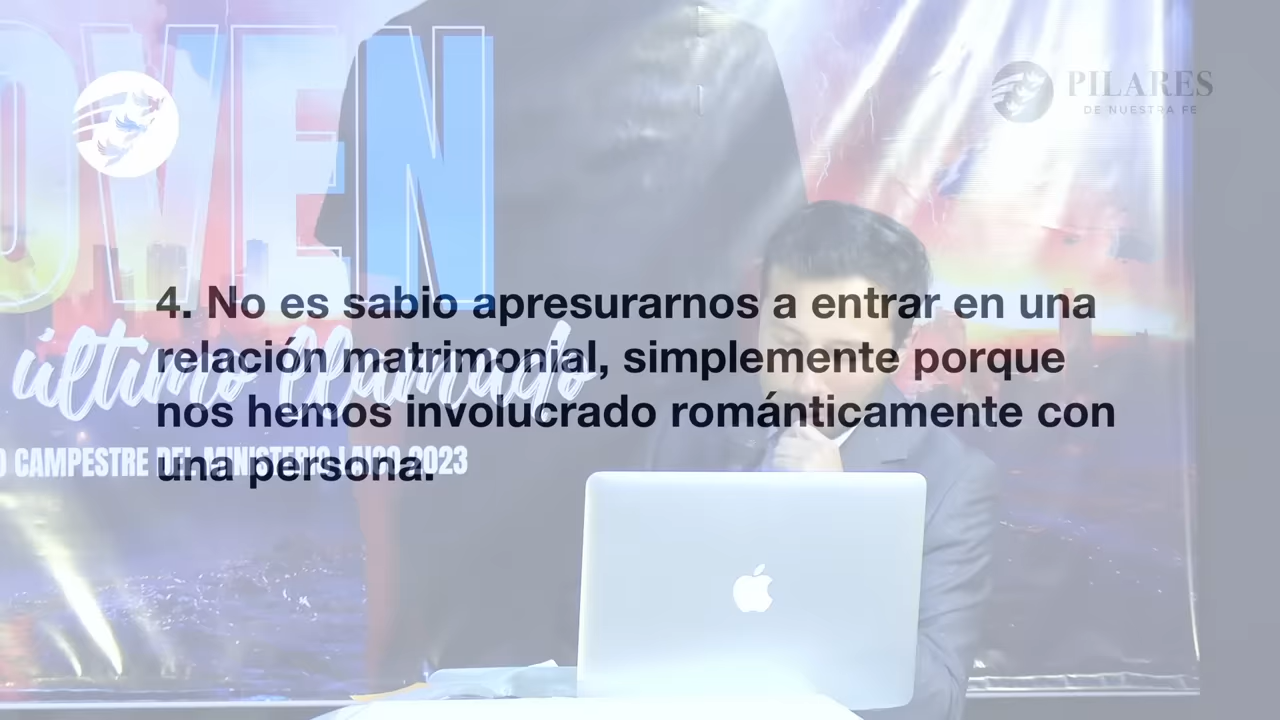 OVEN
PILARES
DE NUESTRA FE
4. No es sabio apresurarnos a entrar en una
relación matrimonial, simplemente porque
nos hemos involucrado románticamente con
una persona.
último llamado
O CAMPESTRE DEL MINISTERIO LAICO 2023